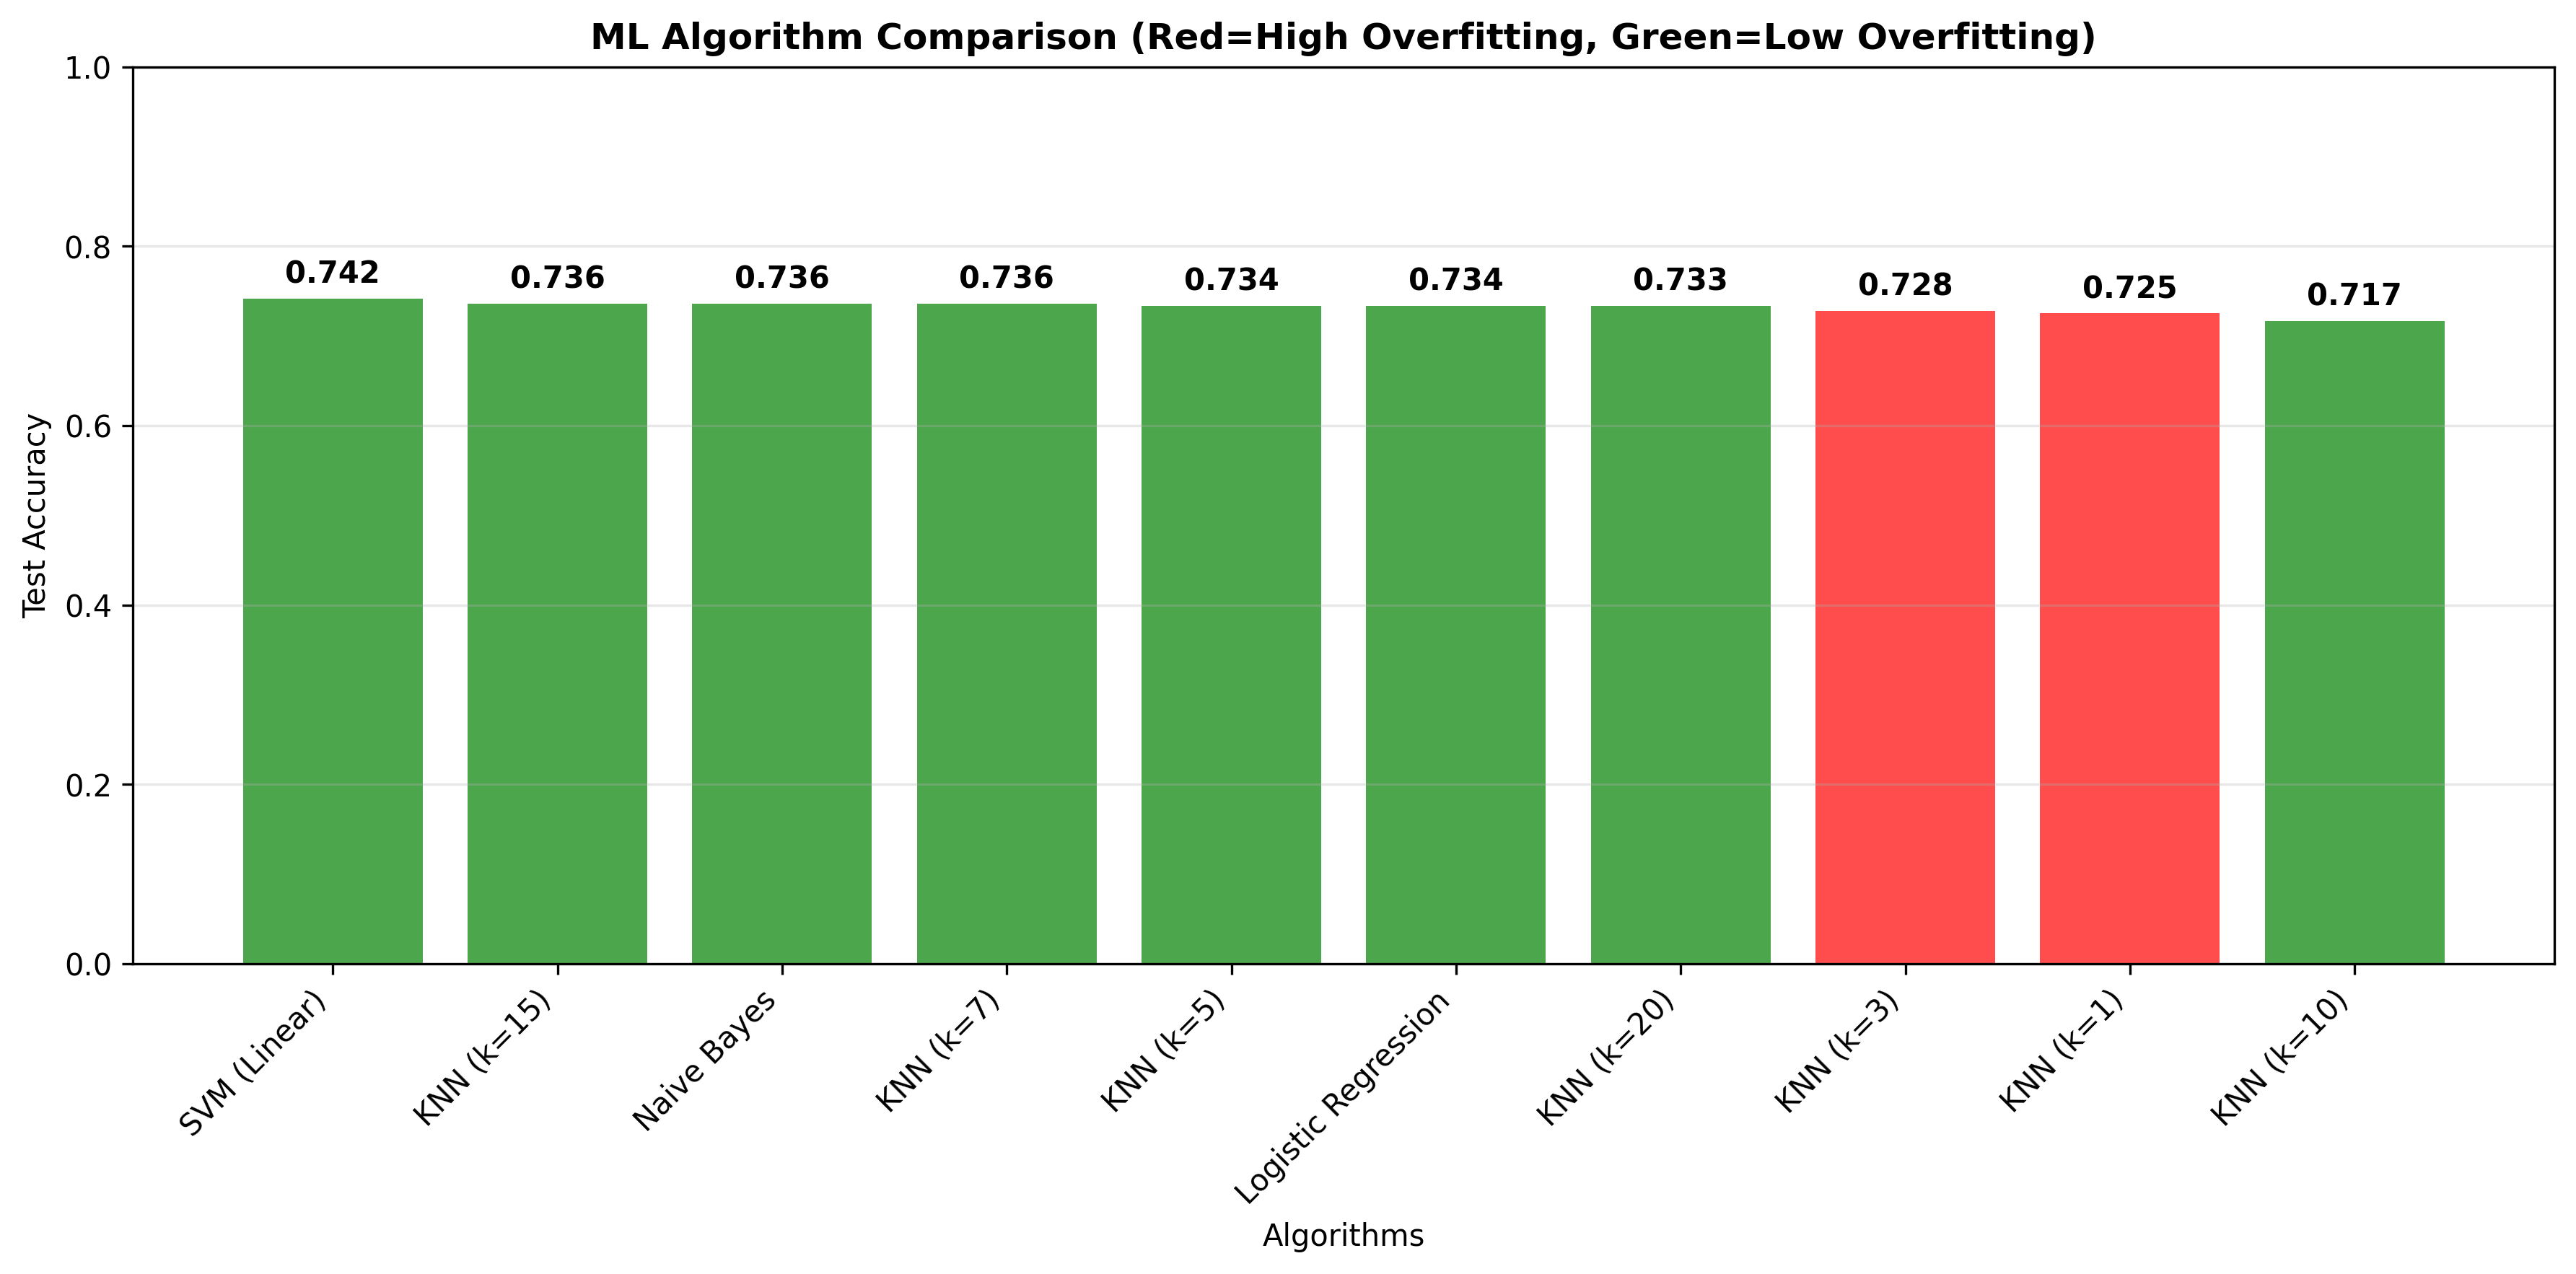 ML Algorithm Comparison (Red=High Overfitting, Green=Low Overfitting)
Test Accuracy
1.0
0.8
0.6
0.4
0.2
0.0
0.742
0.736
0.736
0.736
0.734
0.734
0.733
0.728
0.725
0.717
SVM (Linear)
KNN (k=15)
Naive Bayes
KNN (k=7)
KNN (k=5)
Logistic Regression
KNN (k=20)
KNN (k=3)
KNN (k=1)
KNN (k=10)
Algorithms